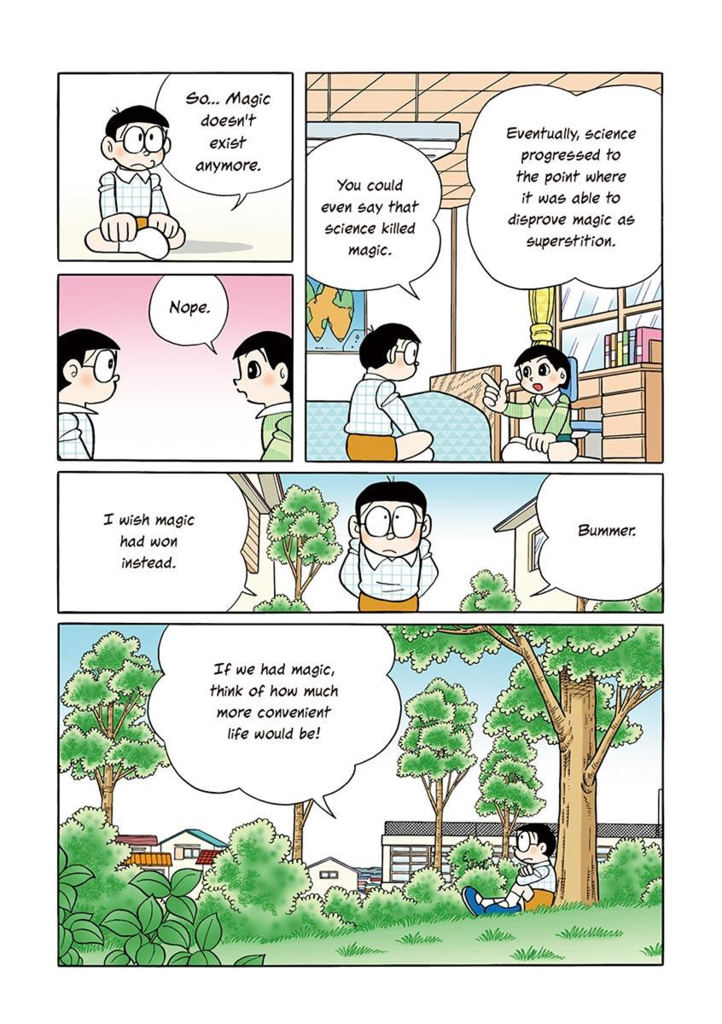 Eventually, science
progressed to
the point where
it was able to
disprove magic as
superstition.
You could
even say that
science killed
magic.
So... Magic
doesn't
exist
anymore.
Nope.
Bummer.
I wish magic
had won
instead.
If we had magic,
think of how much
more convenient
life would be!